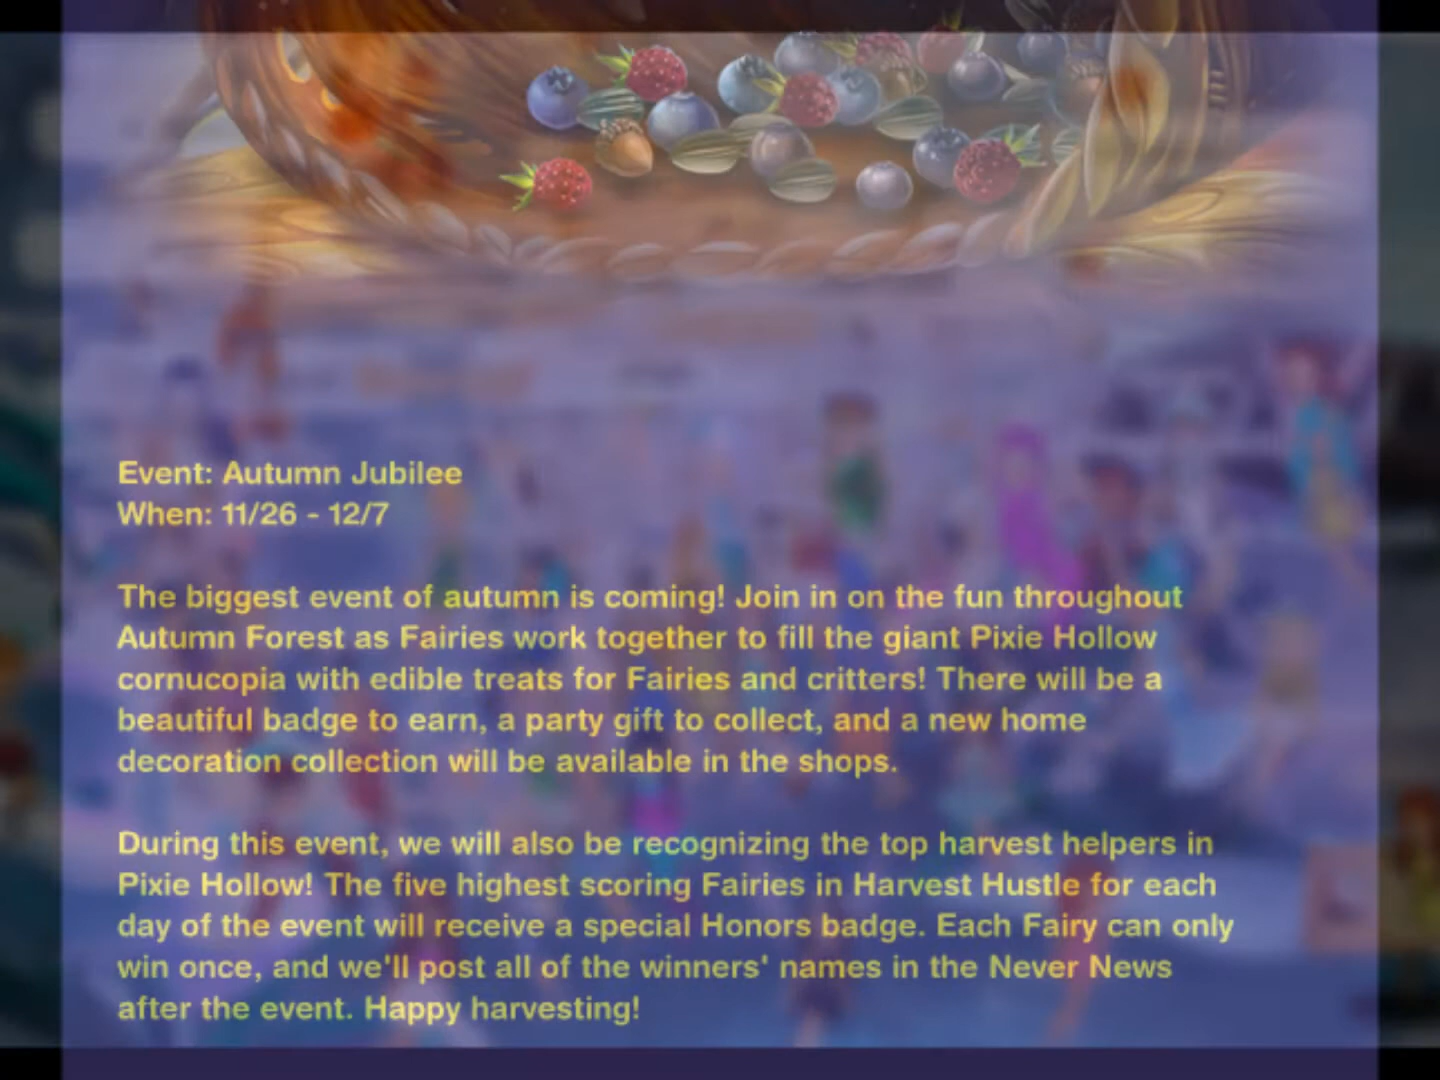 Event: Autumn Jubilee
When: 11/26 - 12/7
The biggest event of autumn is coming! Join in on the fun throughout
Autumn Forest as Fairies work together to fill the giant Pixie Hollow
cornucopia with edible treats for Fairies and critters! There will be a
beautiful badge to earn, a party gift to collect, and a new home
decoration collection will be available in the shops.
During this event, we will also be recognizing the top harvest helpers in
Pixie Hollow! The five highest scoring Fairies in Harvest Hustle for each
day of the event will receive a special Honors badge. Each Fairy can only
win once, and we'll post all of the winners' names in the Never News
after the event. Happy harvesting!